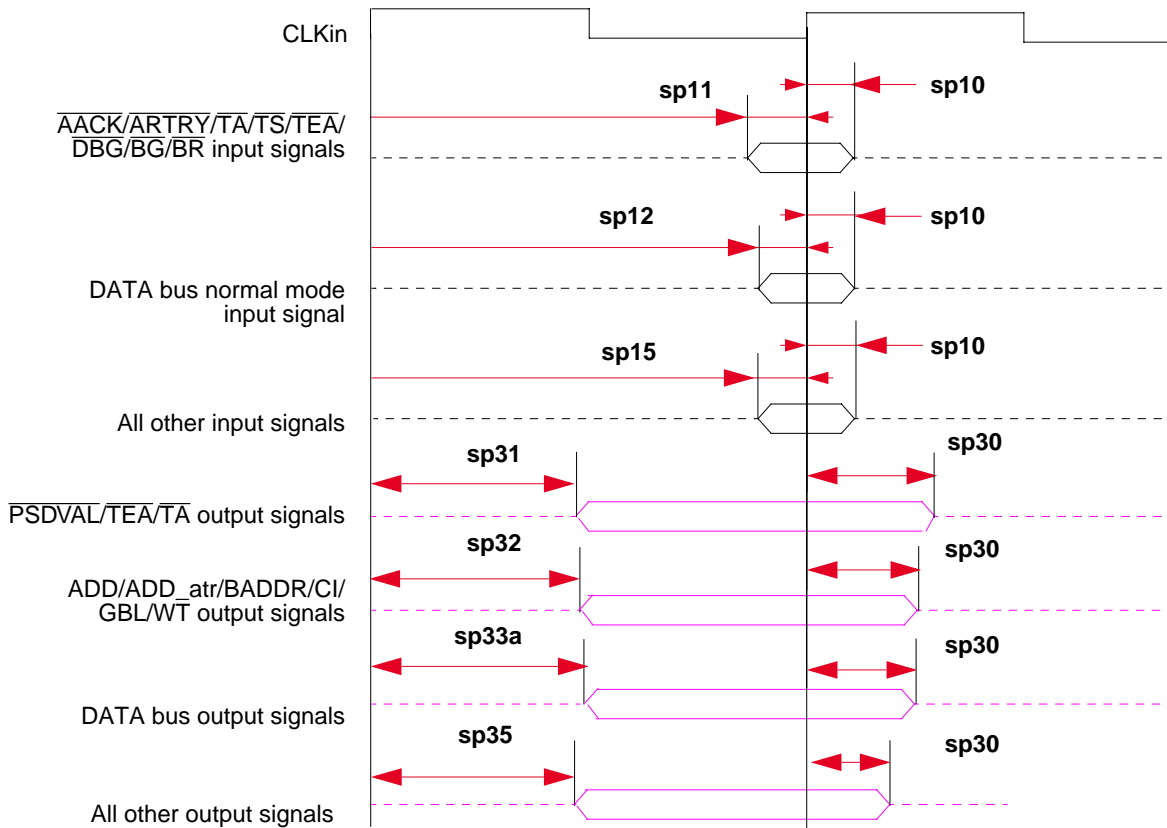 CLKin
sp11
sp10
AACK/ARTRY/TA/TS/TEA/
DBG/BG/BR input signals
sp12
sp10
DATA bus normal mode
input signal
sp15
sp10
All other input signals
sp31
sp30
PSDVAL/TEA/TA output signals
sp32
sp30
ADD/ADD_atr/BADDR/CI/
GBL/WT output signals
sp33a
sp30
DATA bus output signals
sp35
sp30
All other output signals